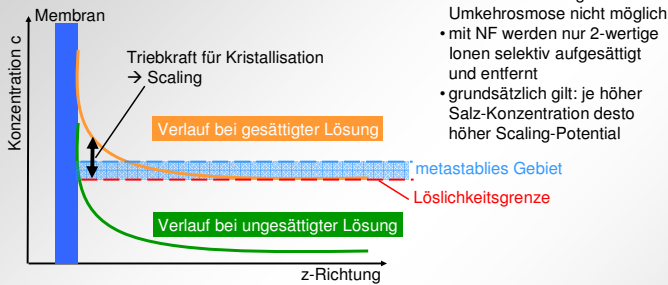 Membran
Konzentration c
Triebkraft für Kristallisation
→ Scaling
Verlauf bei gesättigter Lösung
metastablies Gebiet
Löslichkeitsgrenze
Verlauf bei ungesättigter Lösung
z-Richtung
Umkehrosmose nicht möglich
• mit NF werden nur 2-wertige
Ionen selektiv aufgesättigt
und entfernt
• grundsätzlich gilt: je höher
Salz-Konzentration desto
höher Scaling-Potential